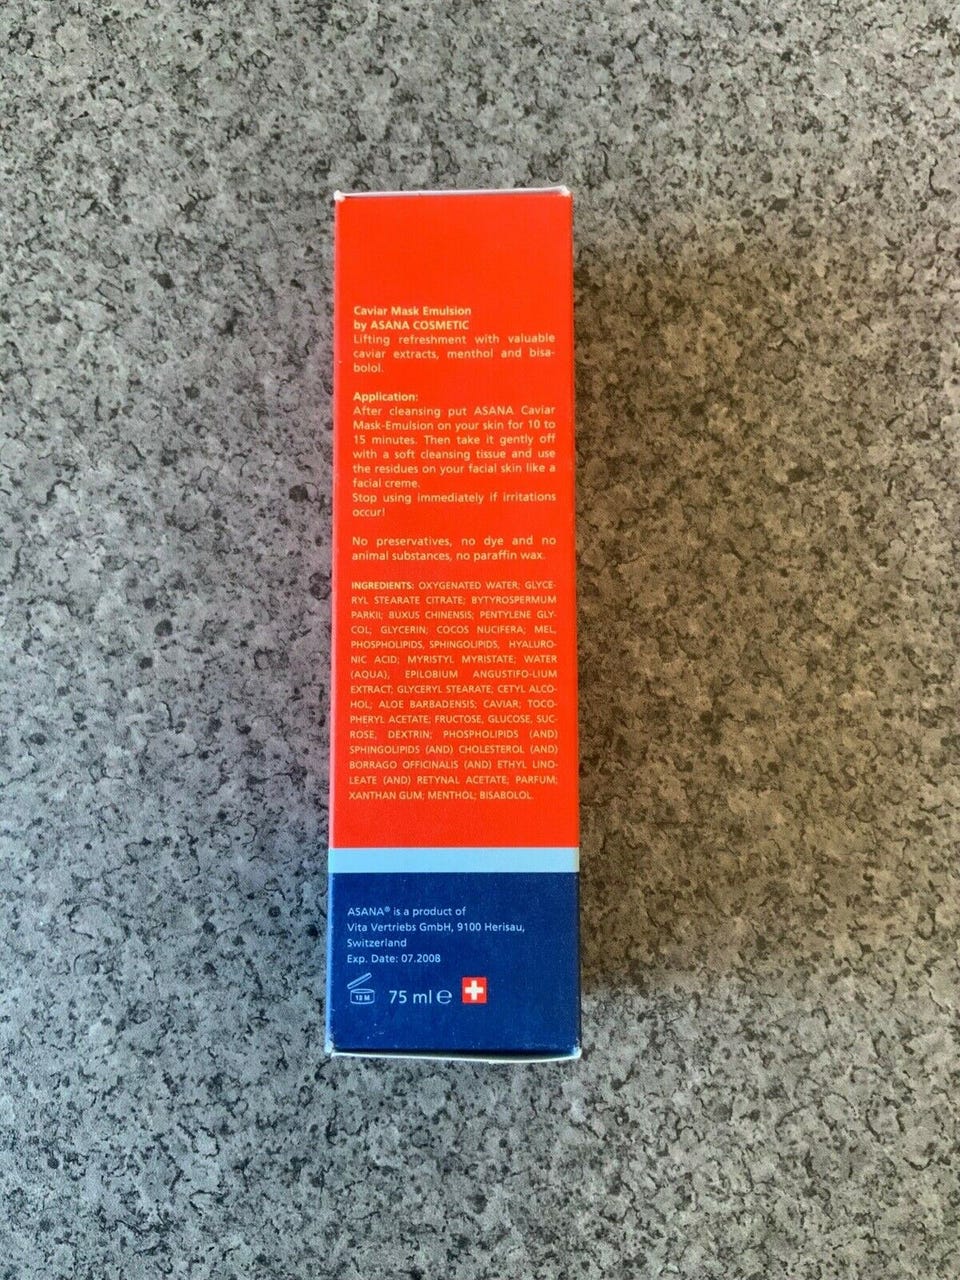 Caviar Mask Emulsion
by ASANA COSMETIC
Lifting refreshment with valuable
caviar extracts, menthol and bisa-
bolol.
Application:
After cleansing put ASANA Caviar
Mask-Emulsion on your skin for 10 to
15 minutes. Then take it gently off
with a soft cleansing tissue and use
the residues on your facial skin like a
facial creme.
Stop using immediately if irritations
occur!
No preservatives, no dye and no
animal substances, no paraffin wax.
INGREDIENTS: OXYGENATED WATER; GLYCE-
RYL STEARATE CITRATE; BYTYROSPERMUM
PARKII; BUXUS CHINENSIS; PENTYLENE GLY-
COL; GLYCERIN; COCOS NUCIFERA; MEL,
PHOSPHOLIPIDS, SPHINGOLIPIDS, HYALURO-
NIC ACID; MYRISTYL MYRISTATE; WATER
(AQUA), EPILOBIUM ANGUSTIFO-LIUM
EXTRACT; GLYCERYL STEARATE; CETYL ALCO-
HOL; ALOE BARBADENSIS; CAVIAR; TOCO-
PHERYL ACETATE; FRUCTOSE, GLUCOSE, SUC-
ROSE, DEXTRIN; PHOSPHOLIPIDS (AND)
SPHINGOLIPIDS (AND) CHOLESTEROL (AND)
BORRAGO OFFICINALIS (AND) ETHYL LINO-
LEATE (AND) RETYNAL ACETATE; PARFUM;
XANTHAN GUM; MENTHOL; BISABOLOL.
ASANA® is a product of
Vita Vertriebs GmbH, 9100 Herisau,
Switzerland
Exp. Date: 07.2008
75 ml ℮